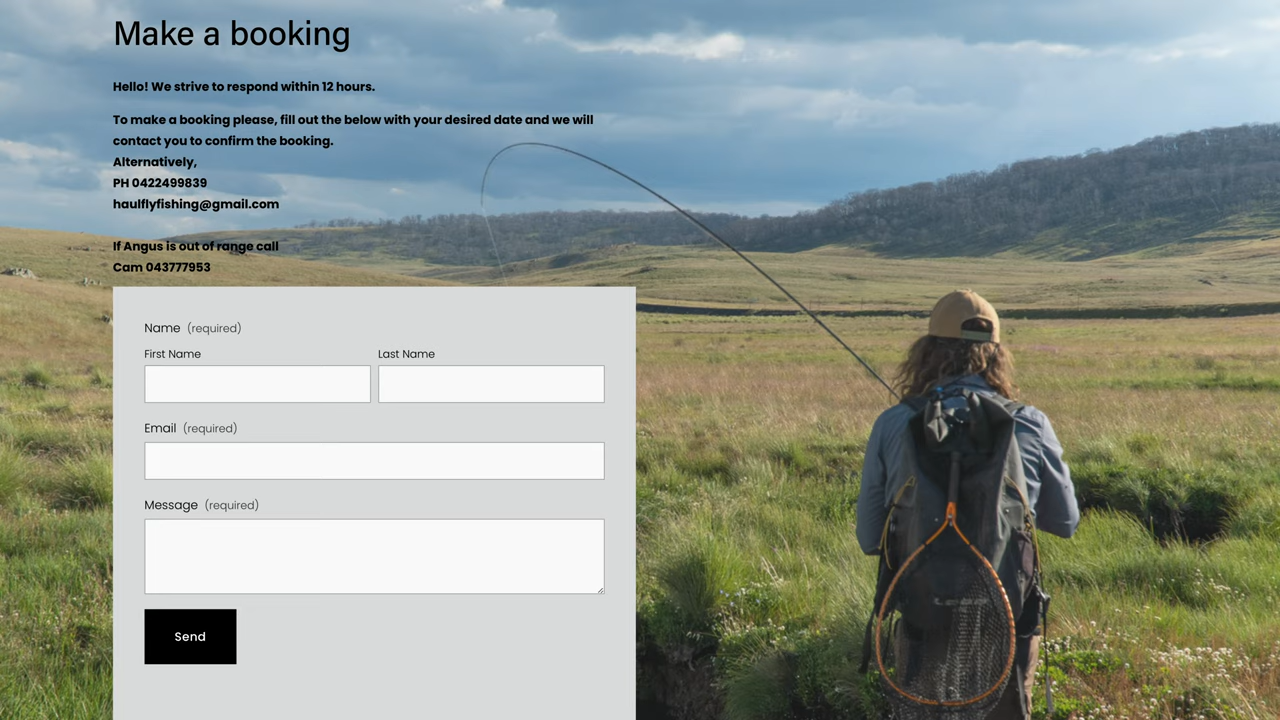 Make a booking
Hello! We strive to respond within 12 hours.
To make a booking please, fill out the below with your desired date and we will
contact you to confirm the booking.
Alternatively,
PH 0422499839
haulflyfishing@gmail.com
If Angus is out of range call
Cam 043777953
Name (required)
First Name Last Name
Email (required)
Message (required)
Send